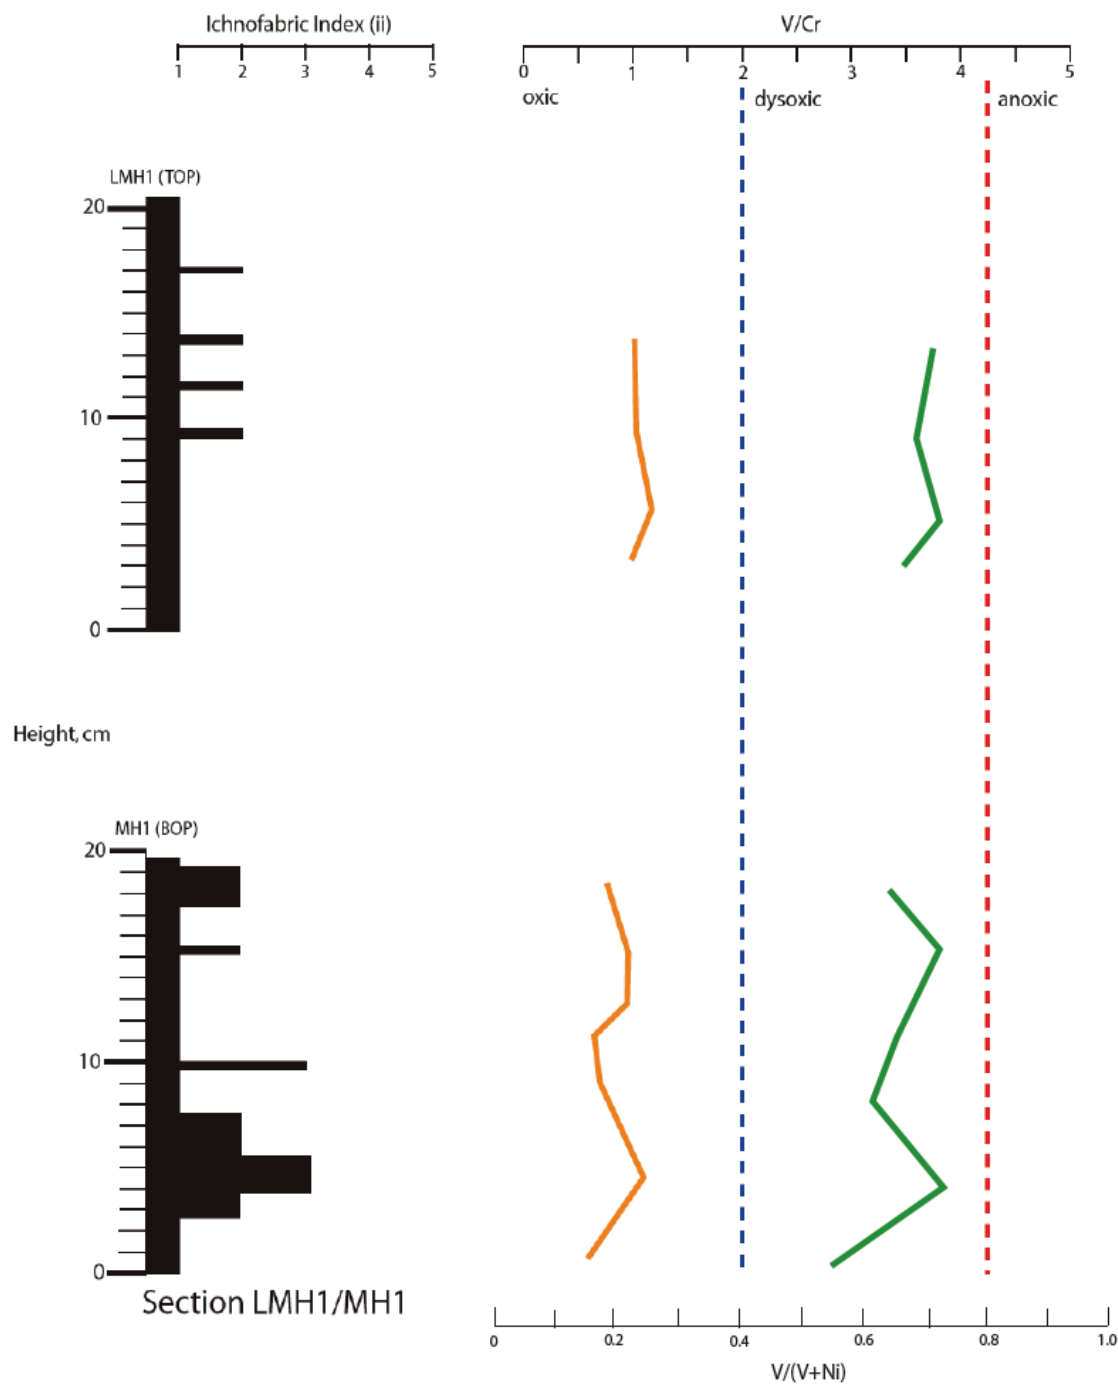 Ichnofabric Index (ii)
1 2 3 4 5
V/Cr
0 1 2 3 4 5
oxic dysoxic anoxic
LMH1 (TOP)
20
10
0
Height, cm
MH1 (BOP)
20
10
0
Section LMH1/MH1
0 0.2 0.4 0.6 0.8 1.0
V/(V+Ni)